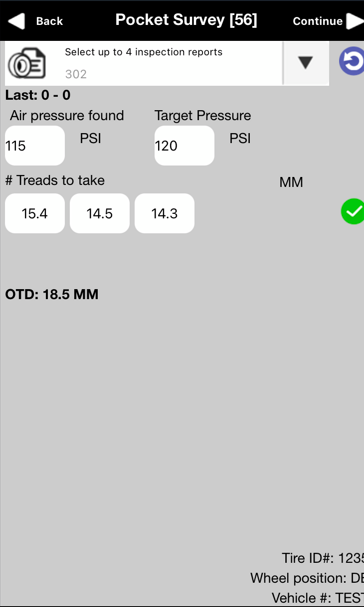 Back Pocket Survey [56] Continue
Select up to 4 inspection reports
302
Last: 0 - 0
Air pressure found Target Pressure
115 PSI 120 PSI
# Treads to take MM
15.4 14.5 14.3
OTD: 18.5 MM
Tire ID#: 123
Wheel position: D
Vehicle #: TES